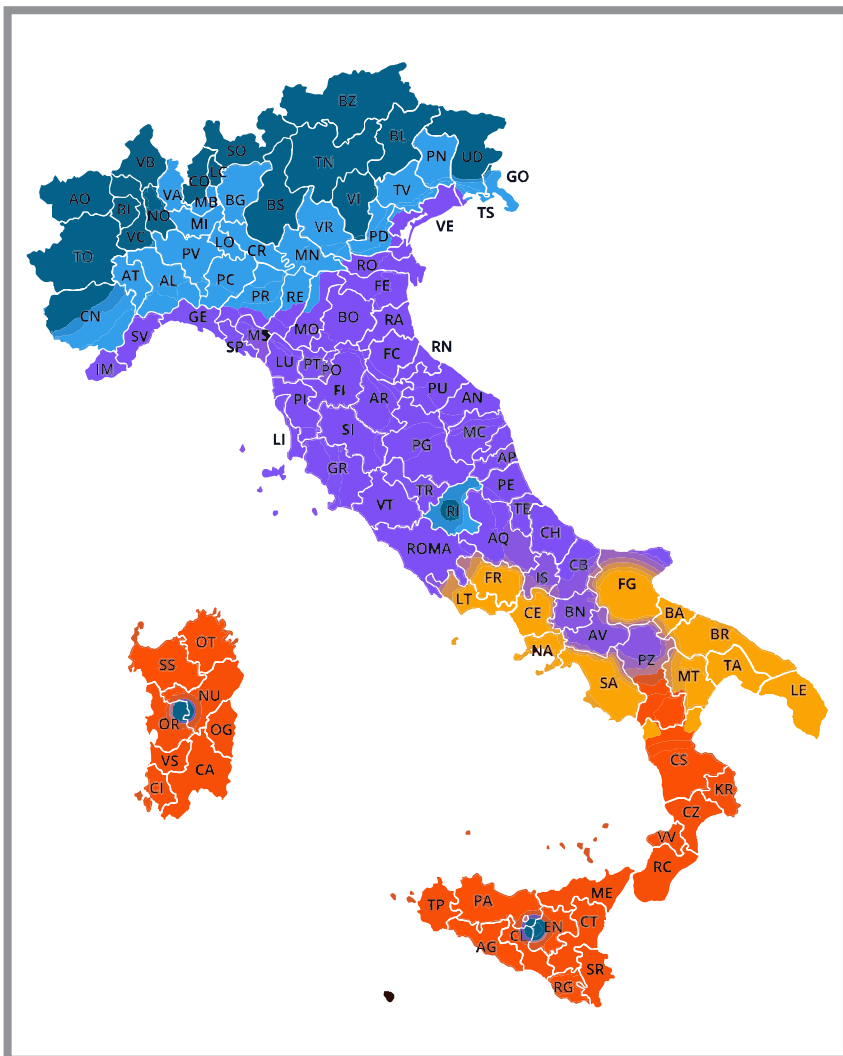 BZ
BL
SO
TN
PN
UD
VB
LC
CO
GO
AO
VA
MB
BG
BS
VI
TV
TS
BI
NO
MI
VR
VE
VC
LO
CR
PD
TO
PV
MN
RO
AT
AL
PC
FE
PR
RE
CN
GE
MO
BO
RA
SV
MS
RN
SP
FC
IM
LU
PT
PO
PI
FI
AR
PU
AN
LI
SI
PG
MC
AP
GR
TR
PE
VT
RI
TE
AQ
CH
ROMA
CB
FR
IS
FG
LT
CE
BN
BA
AV
BR
NA
PZ
OT
SS
MT
TA
SA
LE
NU
OR
OG
VS
CA
CS
CI
KR
CZ
VV
RC
ME
TP
PA
CT
EN
CL
AG
SR
RG